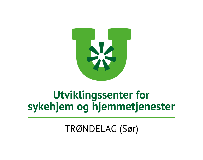 Utviklingssenter for
sykehjem og hjemmetjenester
TRØNDELAG (Sør)